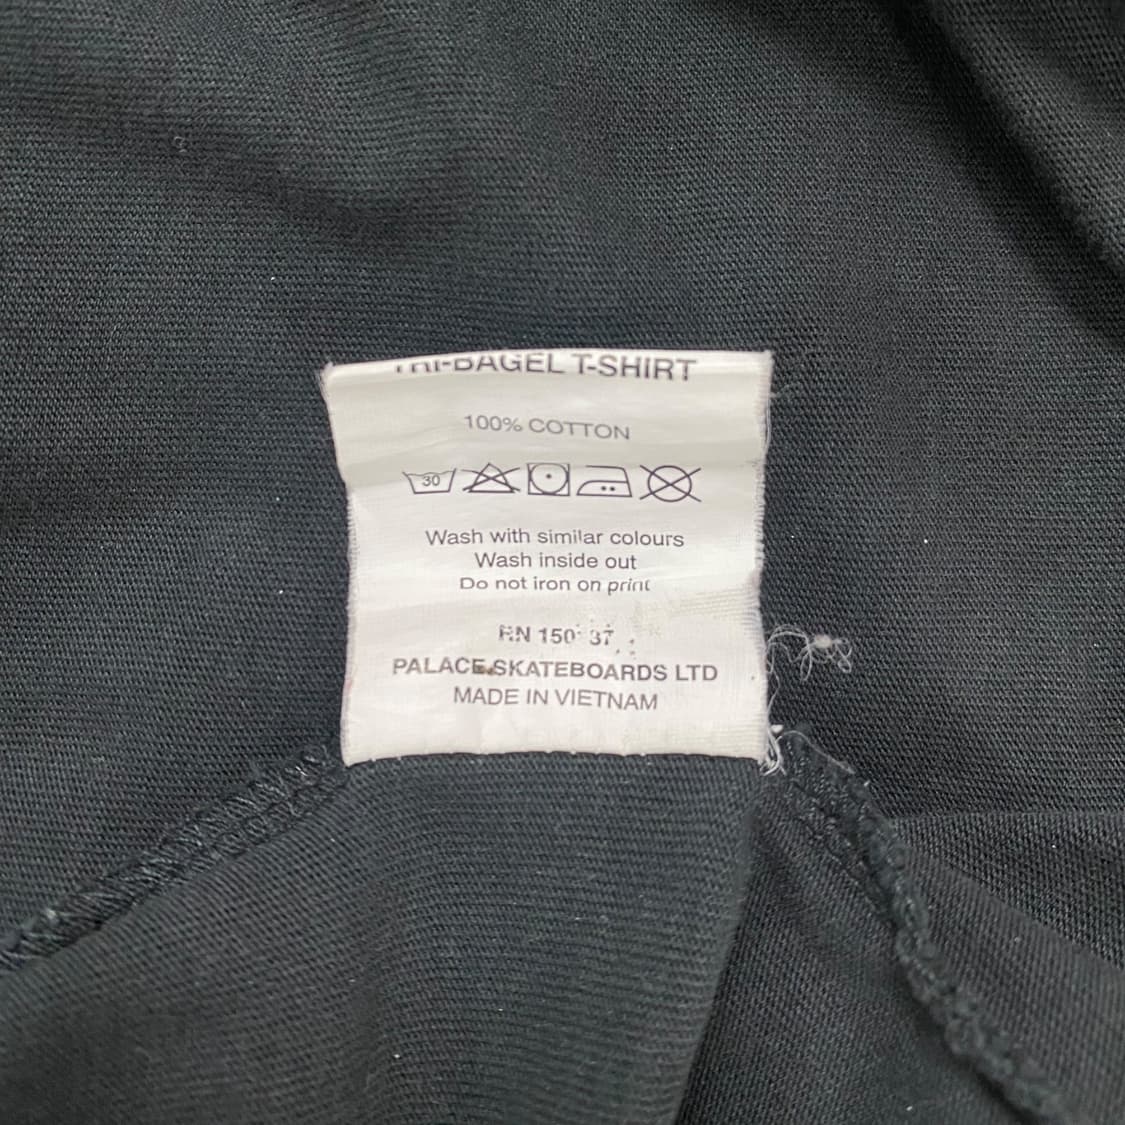 TRI-BAGEL T-SHIRT
100% COTTON
30
Wash with similar colours
Wash inside out
Do not iron on print
RN
PALACE SKATEBOARDS LTD
MADE IN VIETNAM